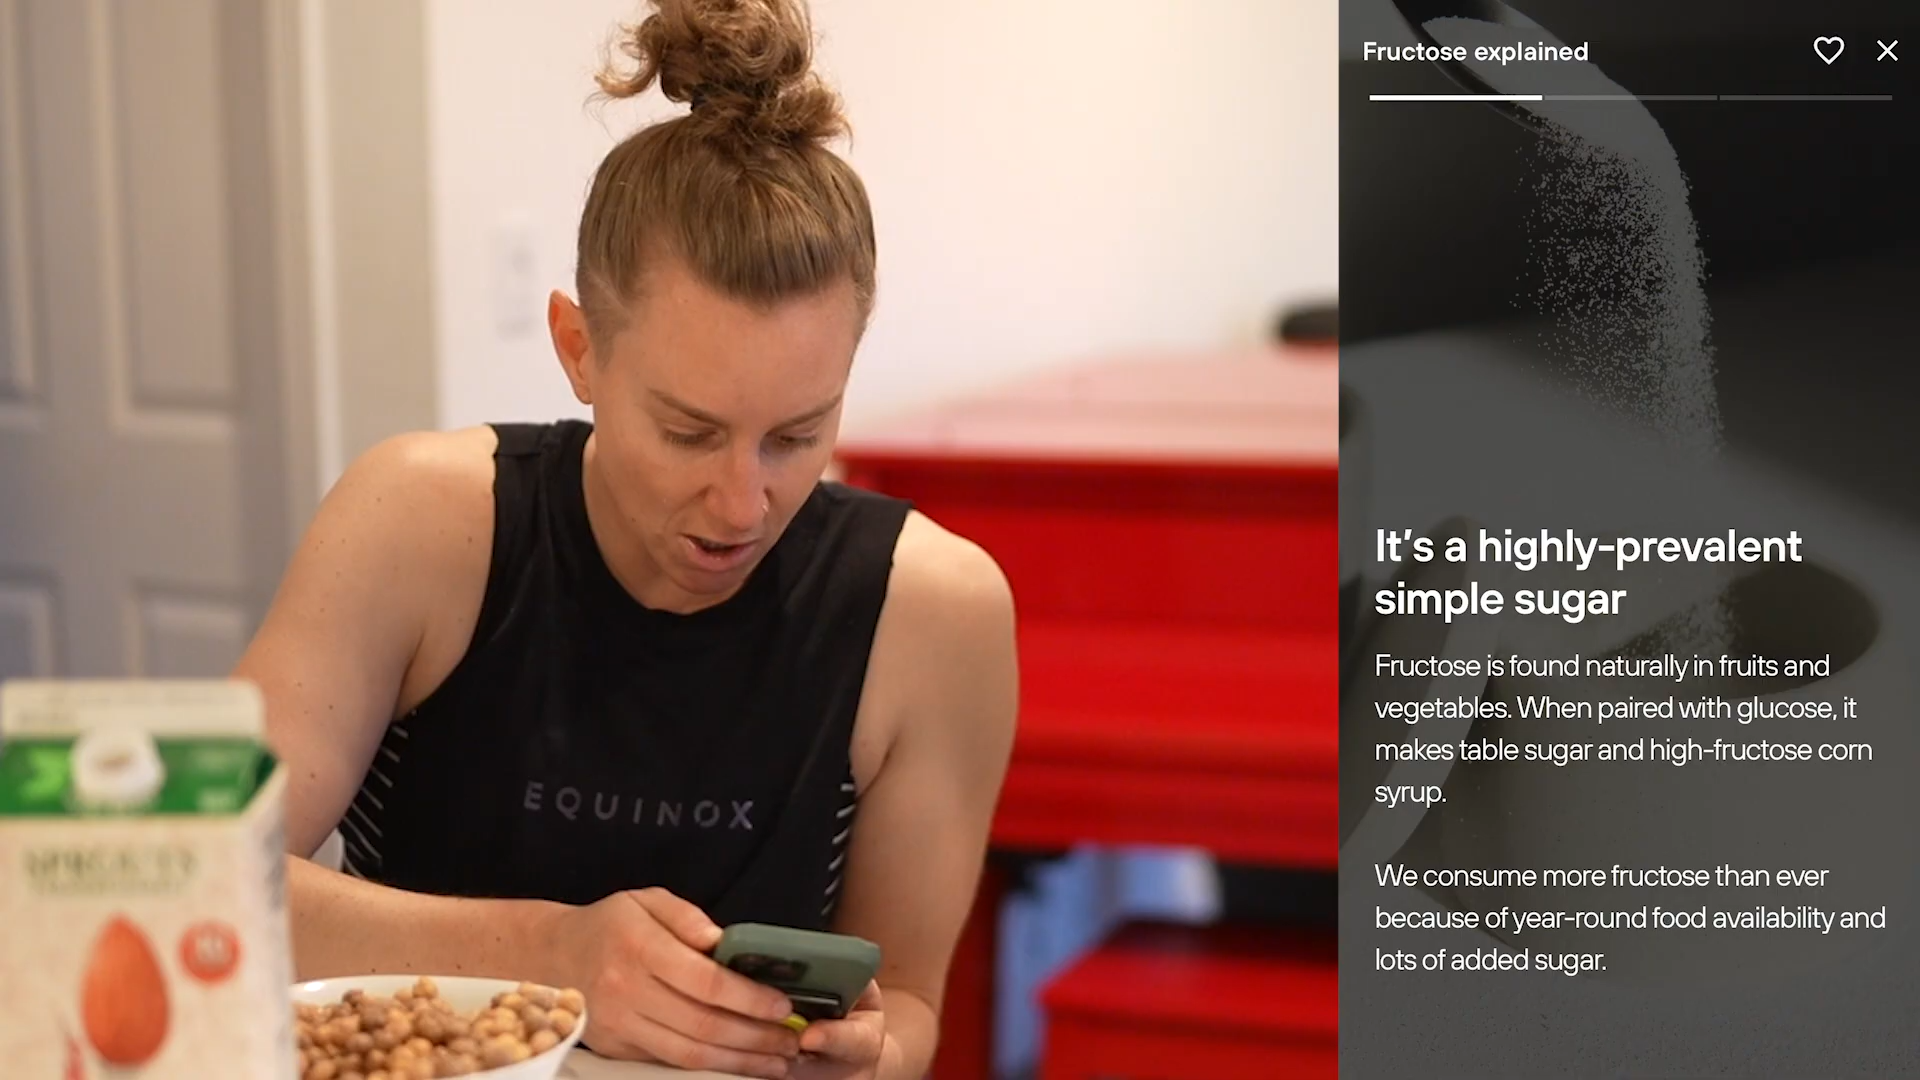 Fructose explained
It's a highly-prevalent
simple sugar
Fructose is found naturally in fruits and
vegetables. When paired with glucose, it
makes table sugar and high-fructose corn
syrup.
We consume more fructose than ever
because of year-round food availability and
lots of added sugar.
EQUINOX
SPROUTS